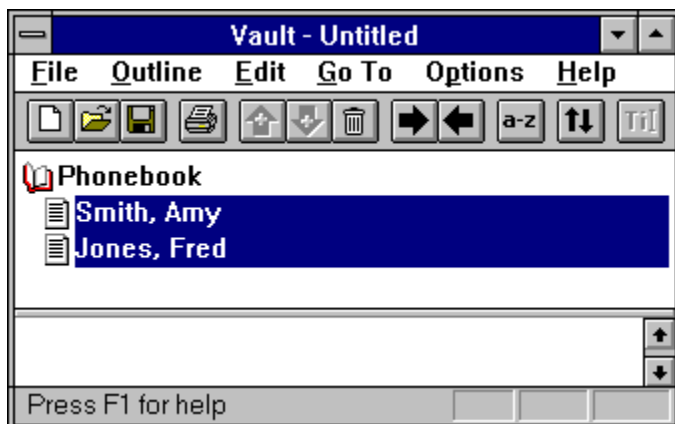 Vault - Untitled
File Outline Edit Go To Options Help
a-z
Phonebook
Smith, Amy
Jones, Fred
Press F1 for help